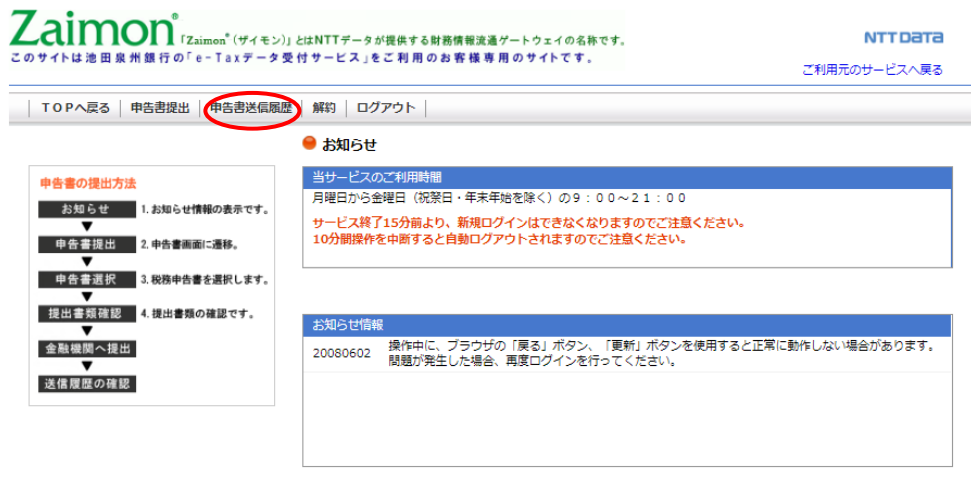 Zaimon®「Zaimon®(ザイモン)」とはNTTデータが提供する財務情報流通ゲートウェイの名称です。
NTT DATA
このサイトは池田泉州銀行の「e-Taxデータ受付サービス」をご利用のお客様専用のサイトです。
ご利用元のサービスへ戻る
TOPへ戻る | 申告書提出 | 申告書送信履歴 | 解約 | ログアウト |
お知らせ
申告書の提出方法
お知らせ 1.お知らせ情報の表示です。
▼
申告書提出 2.申告書画面に遷移。
▼
申告書選択 3.税務申告書を選択します。
▼
提出書類確認 4.提出書類の確認です。
▼
金融機関へ提出
▼
送信履歴の確認
当サービスのご利用時間
月曜日から金曜日(祝祭日・年末年始を除く)の9:00~21:00
サービス終了15分前より、新規ログインはできなくなりますのでご注意ください。
10分間操作を中断すると自動ログアウトされますのでご注意ください。
お知らせ情報
20080602 操作中に、ブラウザの「戻る」ボタン、「更新」ボタンを使用すると正常に動作しない場合があります。
問題が発生した場合、再度ログインを行ってください。